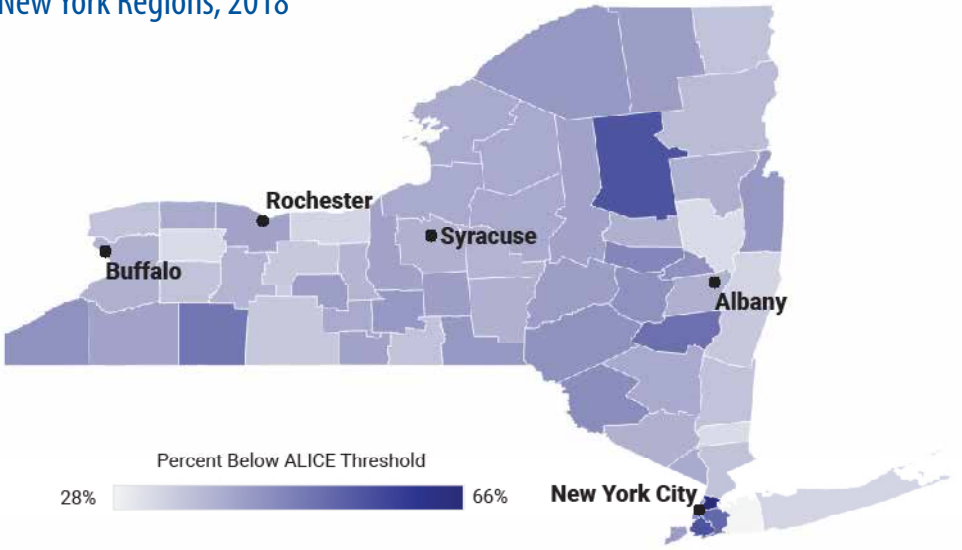 New York Regions, 2018
Rochester
Syracuse
Buffalo
Albany
Percent Below ALICE Threshold
28%
66%
New York City